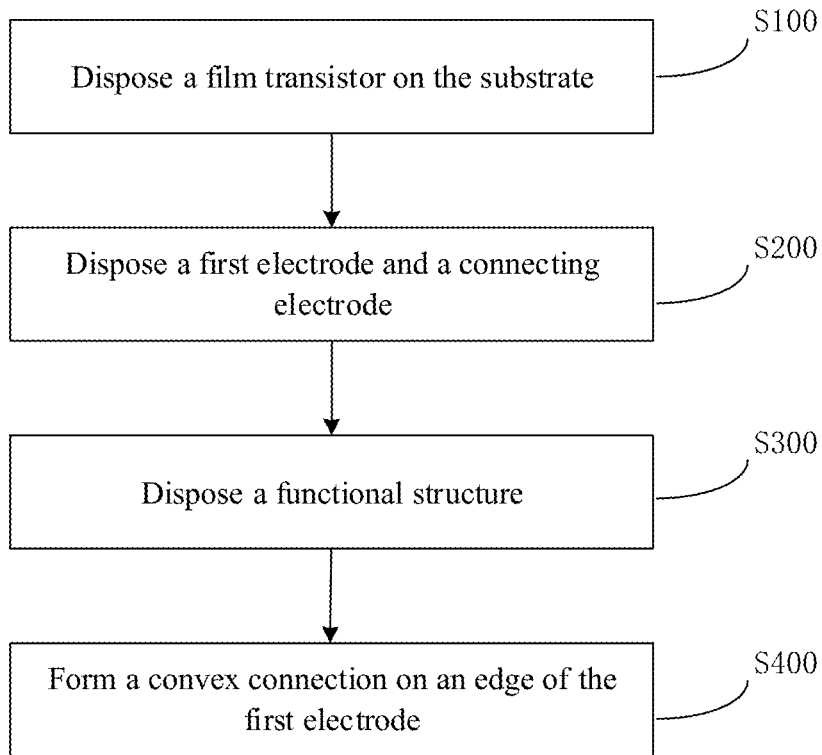 S100
Dispose a film transistor on the substrate
S200
Dispose a first electrode and a connecting
electrode
S300
Dispose a functional structure
S400
Form a convex connection on an edge of the
first electrode